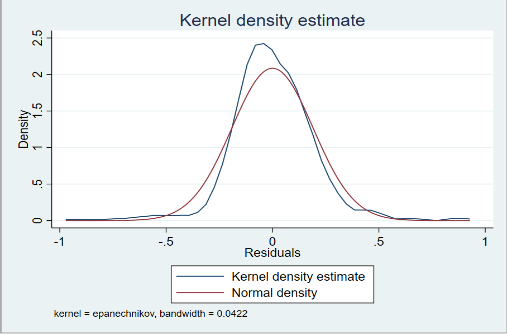 Kernel density estimate
2.5
2
1.5
1
.5
0
Density
-1
-.5
0
.5
1
Residuals
Kernel density estimate
Normal density
kernel = epanechnikov, bandwidth = 0.0422